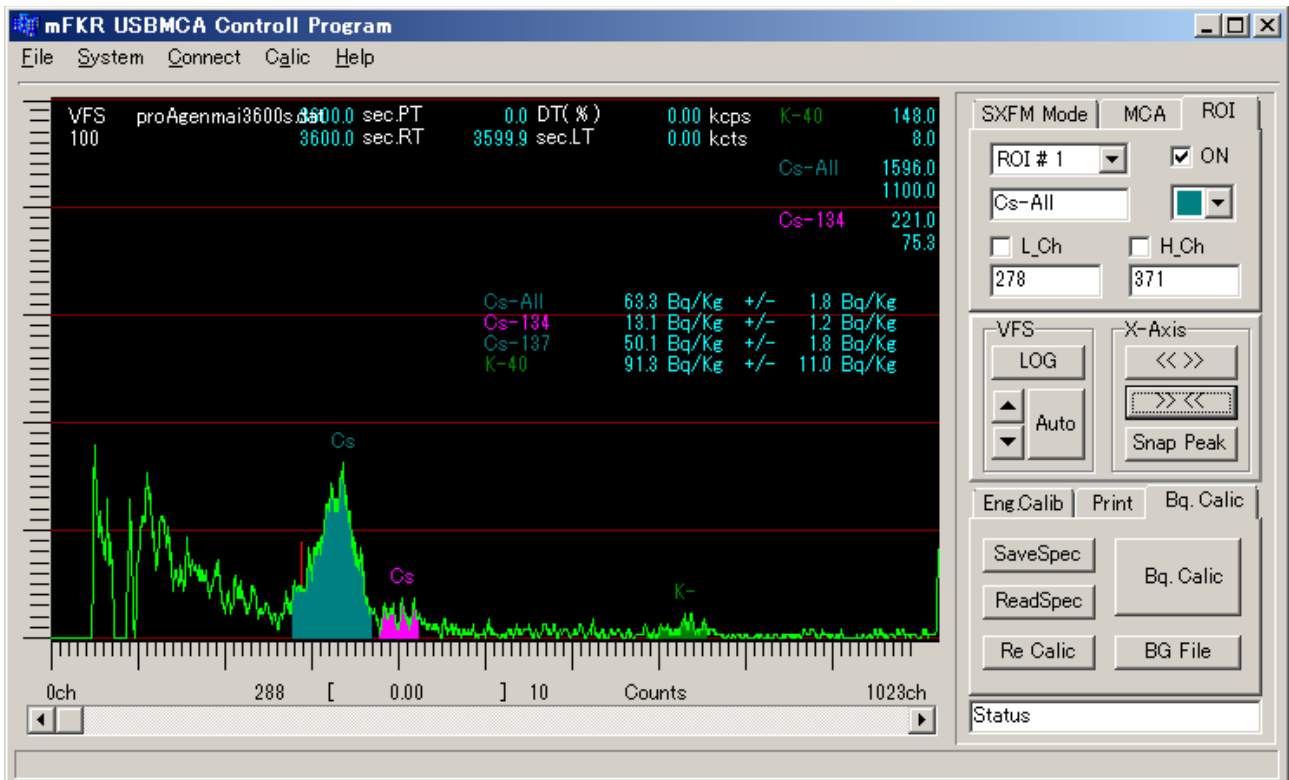 mFKR USBMCA Controll Program
File System Connect Calic Help
VFS proAgenmai3600s.dat 3600.0 sec.PT 0.0 DT(%) 0.00 kcps K-40 148.0
100 3600.0 sec.RT 3599.9 sec.LT 0.00 kcts 8.0
Cs-All 1596.0
1100.0
Cs-134 221.0
75.3
Cs-All 63.3 Bq/Kg +/- 1.8 Bq/Kg
Cs-134 13.1 Bq/Kg +/- 1.2 Bq/Kg
Cs-137 50.1 Bq/Kg +/- 1.8 Bq/Kg
K-40 91.3 Bq/Kg +/- 11.0 Bq/Kg
Cs
Cs
K-
0ch 288 [ 0.00 ] 10 Counts 1023ch
SXFM Mode MCA ROI
ROI # 1 ON
Cs-All
L_Ch H_Ch
278 371
VFS X-Axis
LOG << >>
>> <<
Auto
Snap Peak
Eng.Calib Print Bq. Calic
SaveSpec
Bq. Calic
ReadSpec
Re Calic BG File
Status